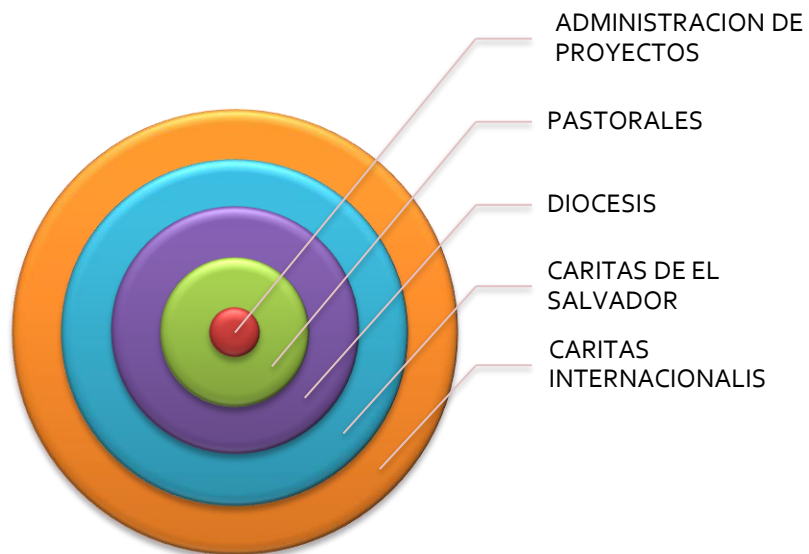 ADMINISTRACION DE
PROYECTOS
PASTORALES
DIOCESIS
CARITAS DE EL
SALVADOR
CARITAS
INTERNACIONALIS